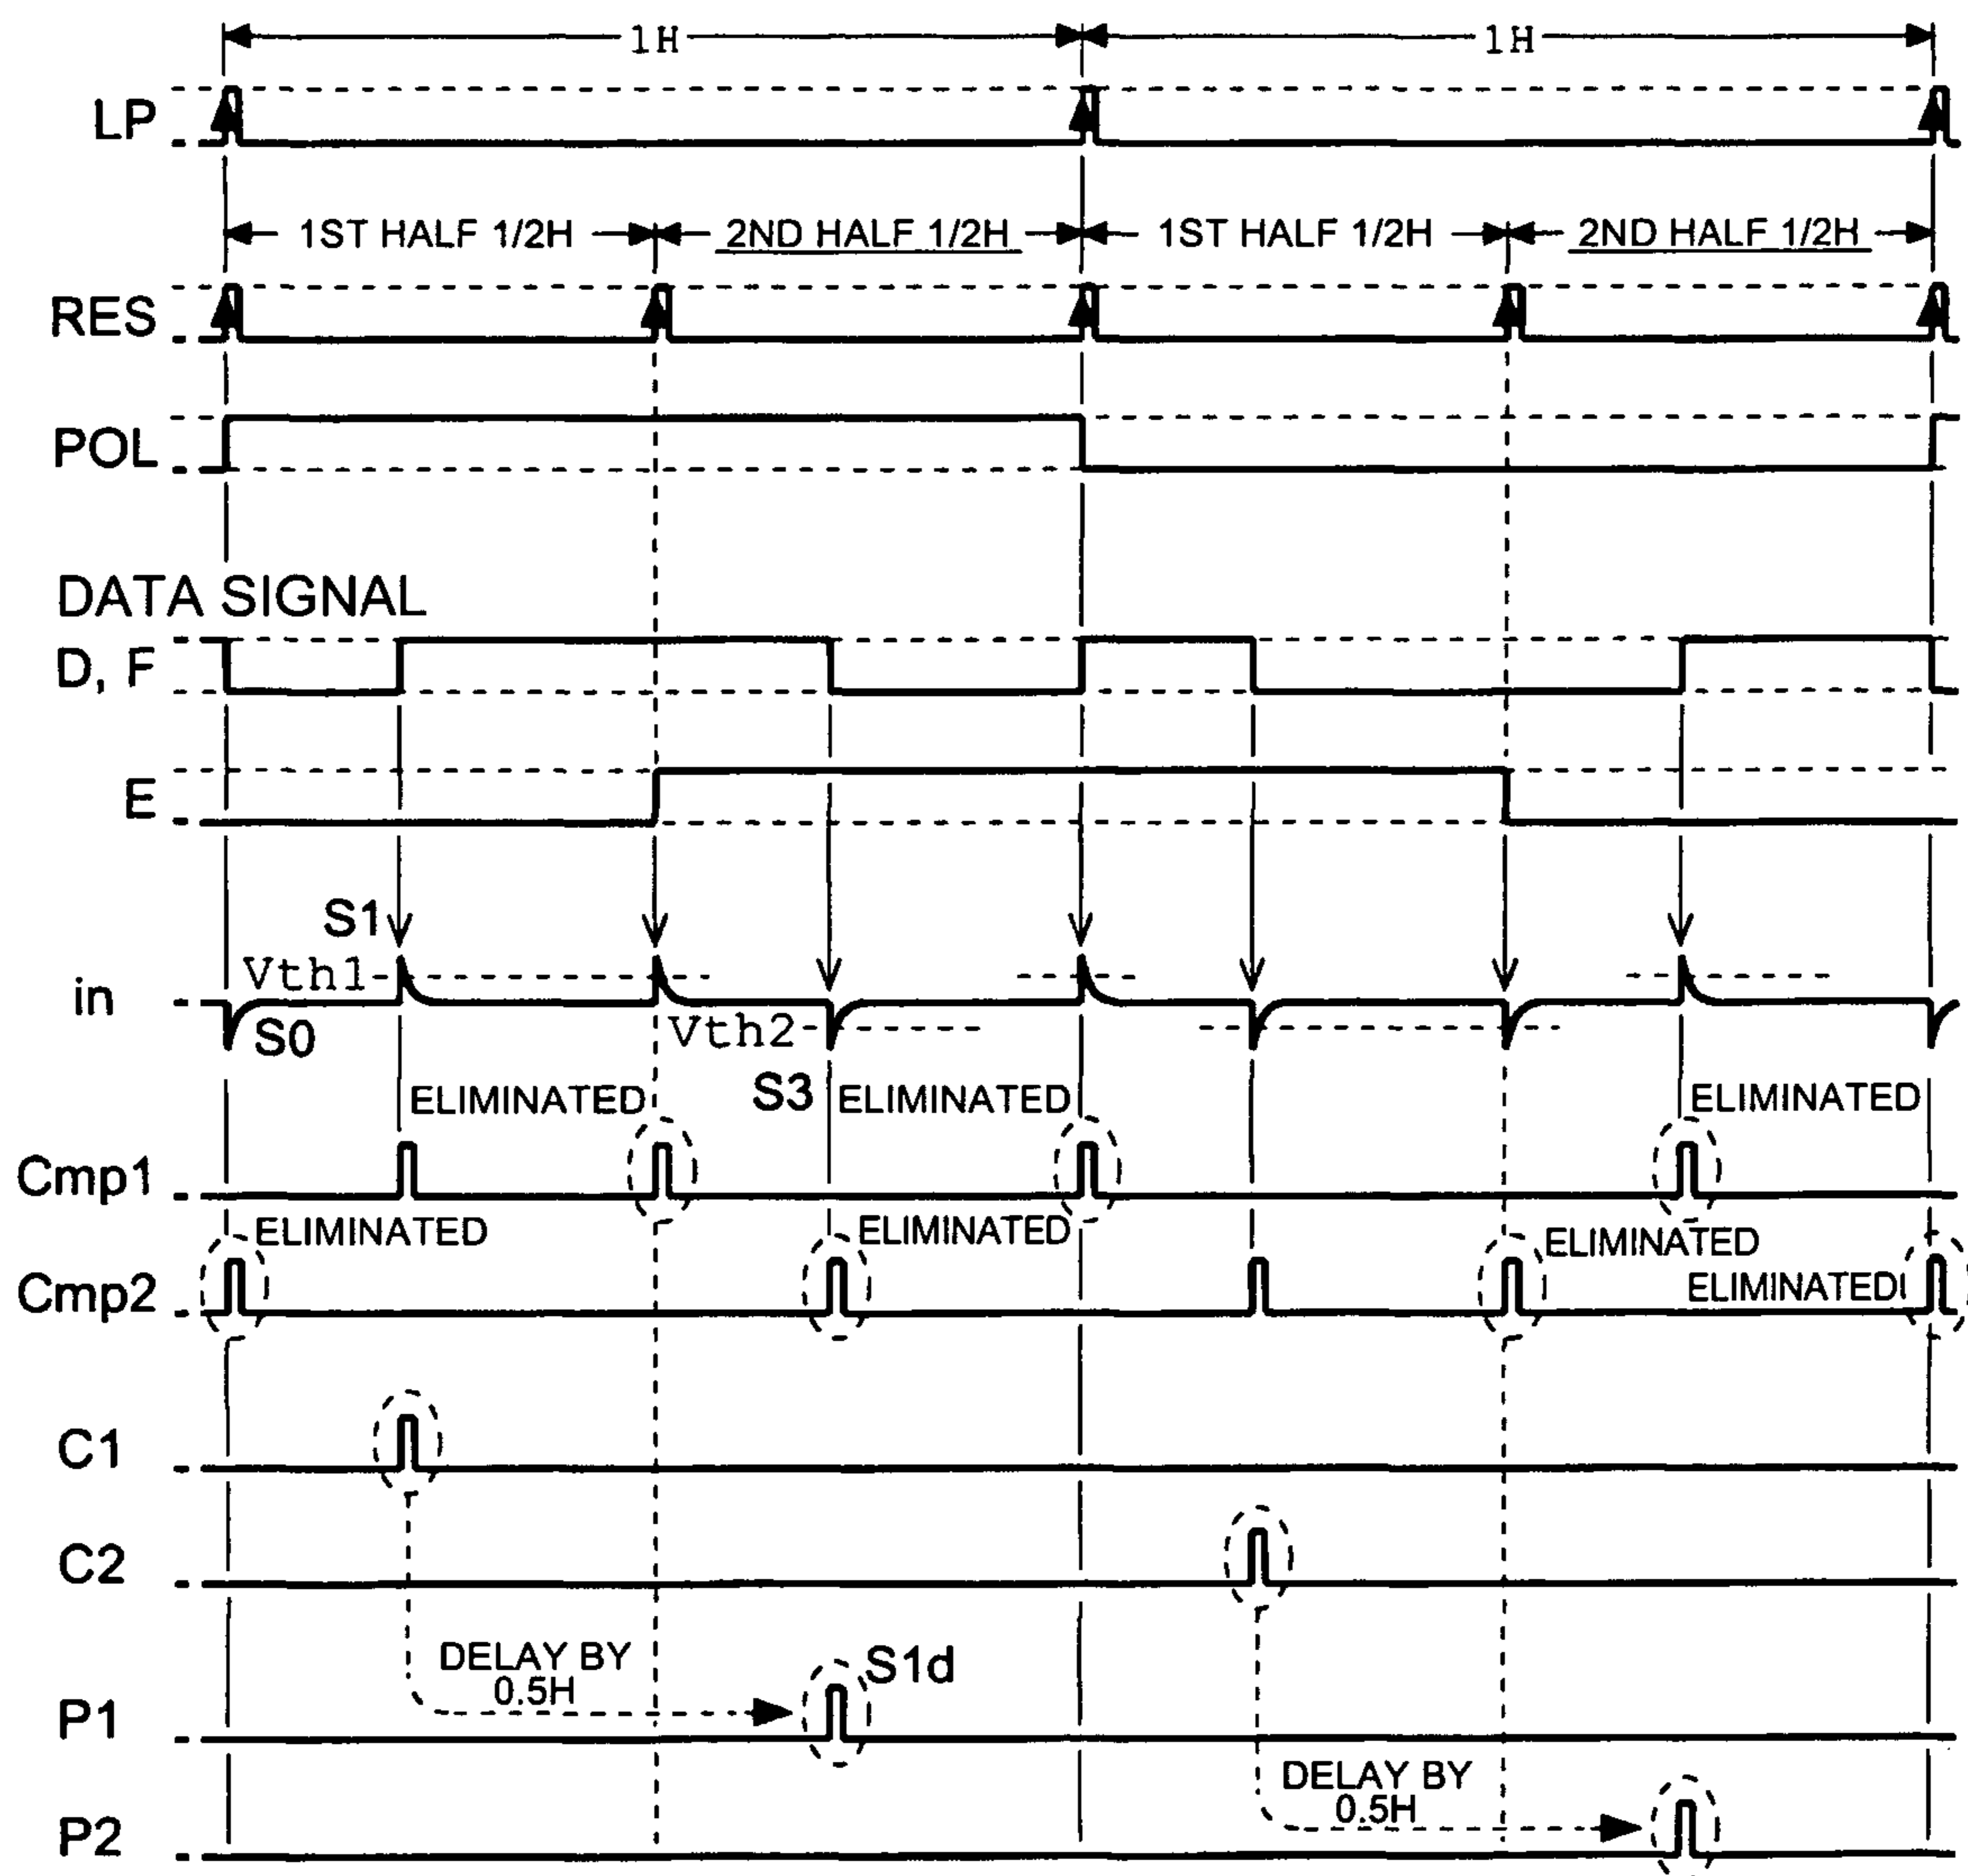 1H 1H
LP
1ST HALF 1/2H 2ND HALF 1/2H 1ST HALF 1/2H 2ND HALF 1/2H
RES
POL
DATA SIGNAL
D, F
E
S1
Vth1
in
S0 Vth2
S3
ELIMINATED ELIMINATED ELIMINATED
Cmp1
ELIMINATED ELIMINATED ELIMINATED
Cmp2 ELIMINATED
C1
C2
DELAY BY
0.5H
S1d
P1
DELAY BY
0.5H
P2